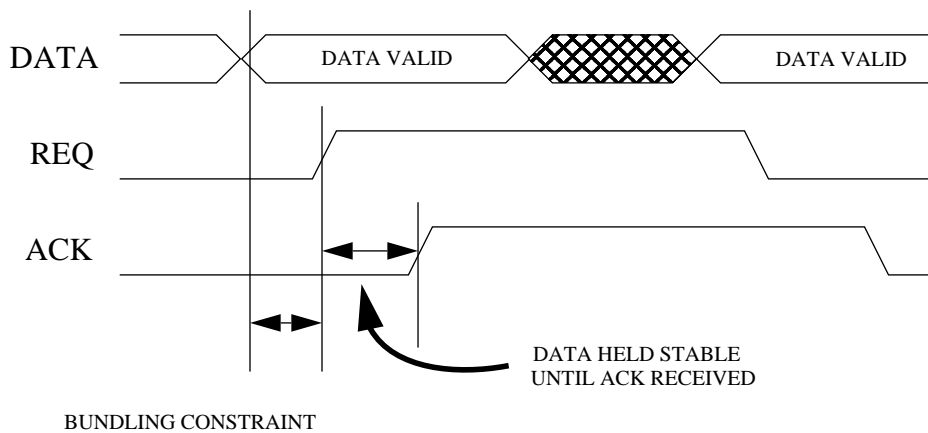 DATA
DATA VALID
DATA VALID
REQ
ACK
DATA HELD STABLE
UNTIL ACK RECEIVED
BUNDLING CONSTRAINT